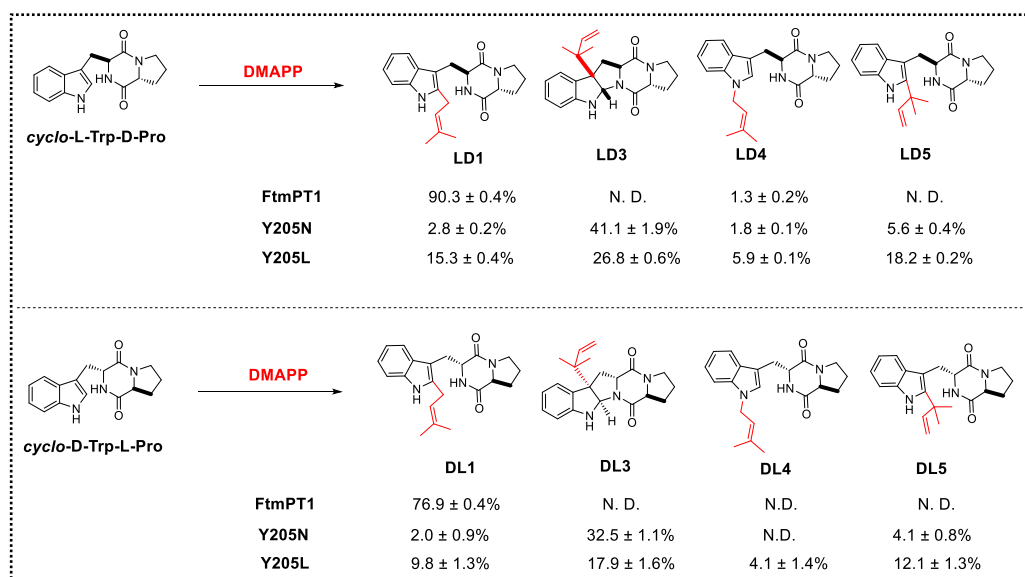 cyclo-L-Trp-D-Pro
DMAPP
LD1 LD3 LD4 LD5
FtmPT1 90.3 ± 0.4% N. D. 1.3 ± 0.2% N. D.
Y205N 2.8 ± 0.2% 41.1 ± 1.9% 1.8 ± 0.1% 5.6 ± 0.4%
Y205L 15.3 ± 0.4% 26.8 ± 0.6% 5.9 ± 0.1% 18.2 ± 0.2%
cyclo-D-Trp-L-Pro
DMAPP
DL1 DL3 DL4 DL5
FtmPT1 76.9 ± 0.4% N. D. N.D. N. D.
Y205N 2.0 ± 0.9% 32.5 ± 1.1% N.D. 4.1 ± 0.8%
Y205L 9.8 ± 1.3% 17.9 ± 1.6% 4.1 ± 1.4% 12.1 ± 1.3%